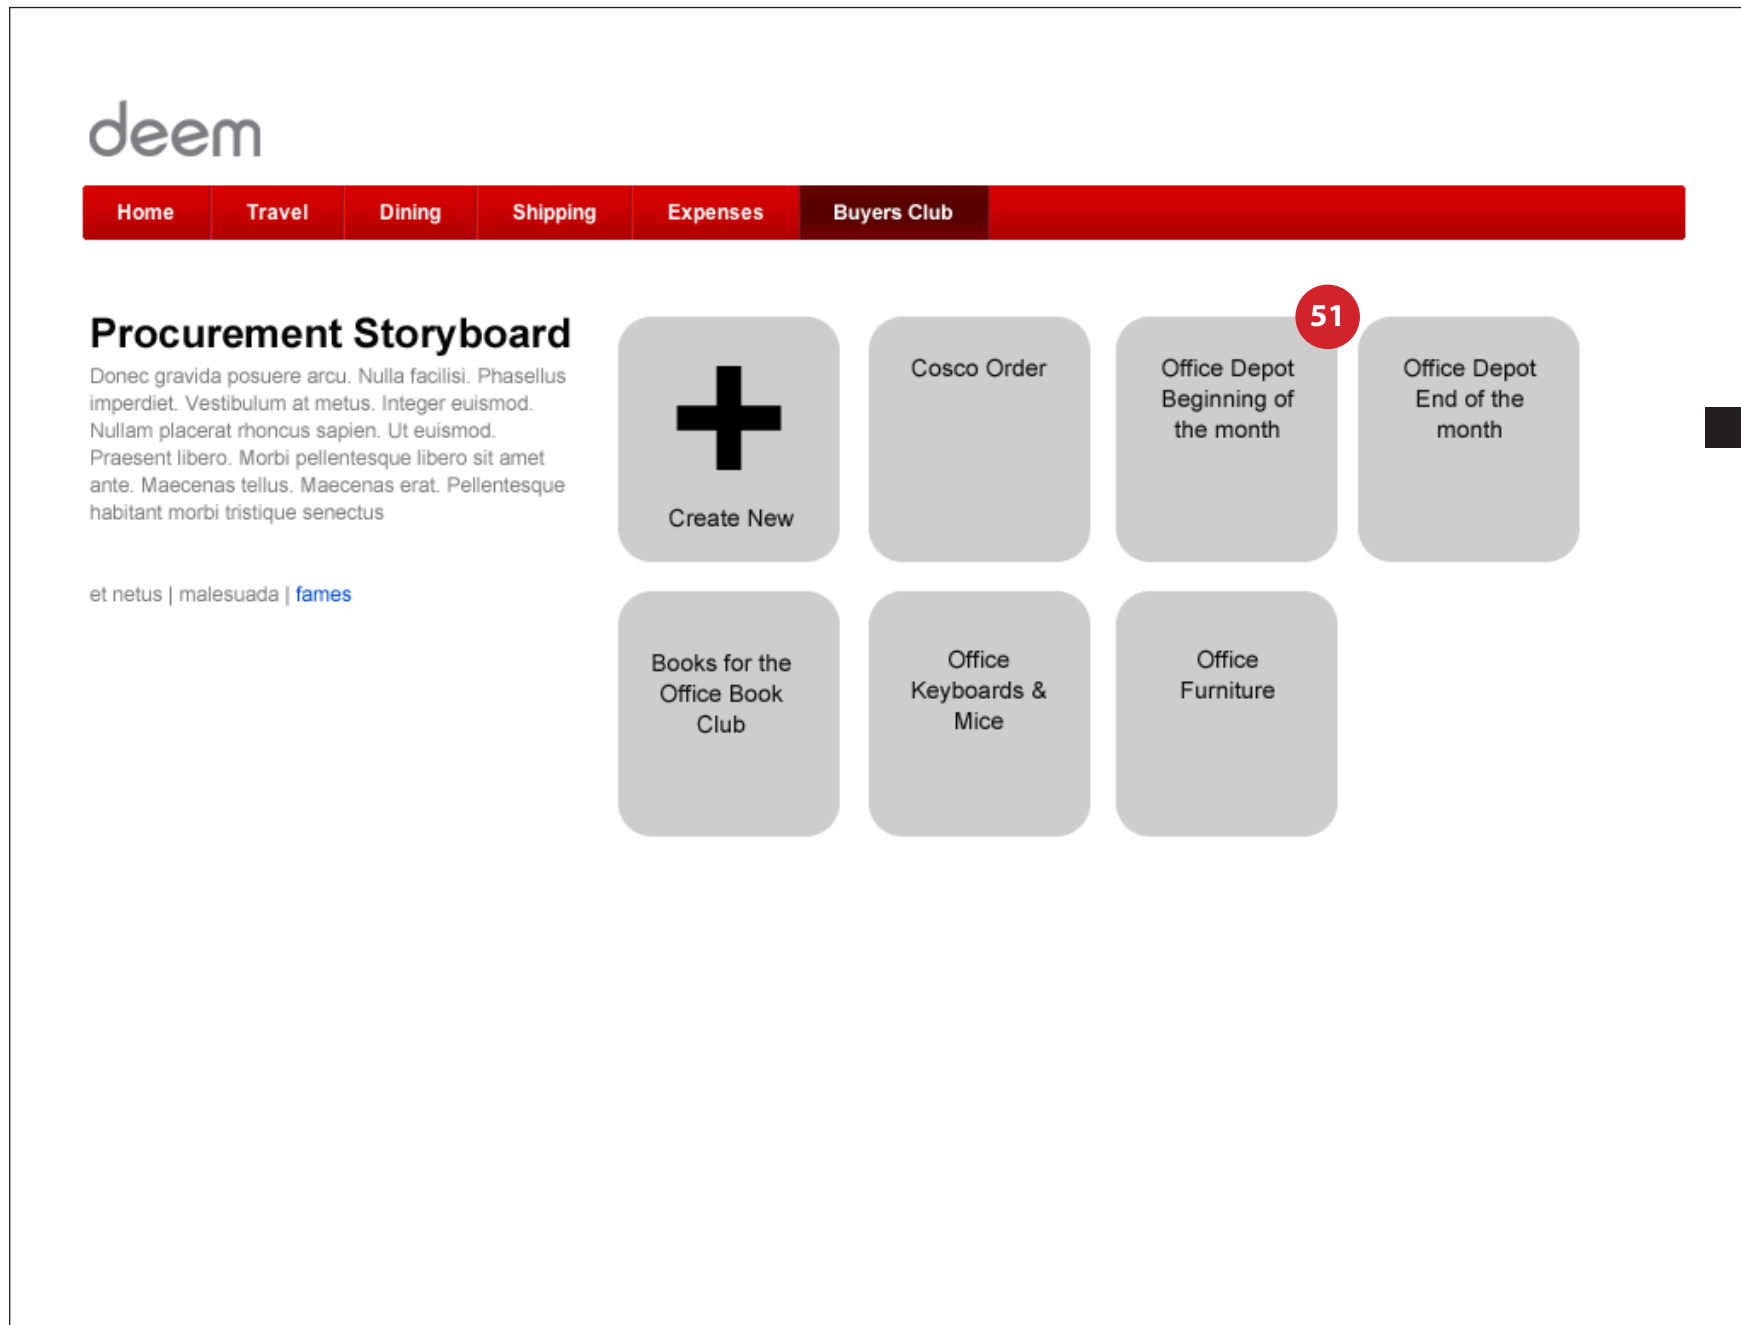 deem
Home Travel Dining Shipping Expenses Buyers Club
Procurement Storyboard
Donec gravida posuere arcu. Nulla facilisi. Phasellus
imperdiet. Vestibulum at metus. Integer euismod.
Nullam placerat rhoncus sapien. Ut euismod.
Praesent libero. Morbi pellentesque libero sit amet
ante. Maecenas tellus. Maecenas erat. Pellentesque
habitant morbi tristique senectus
et netus | malesuada | fames
Create New
Cosco Order
51
Office Depot
Beginning of
the month
Office Depot
End of the
month
Books for the
Office Book
Club
Office
Keyboards &
Mice
Office
Furniture